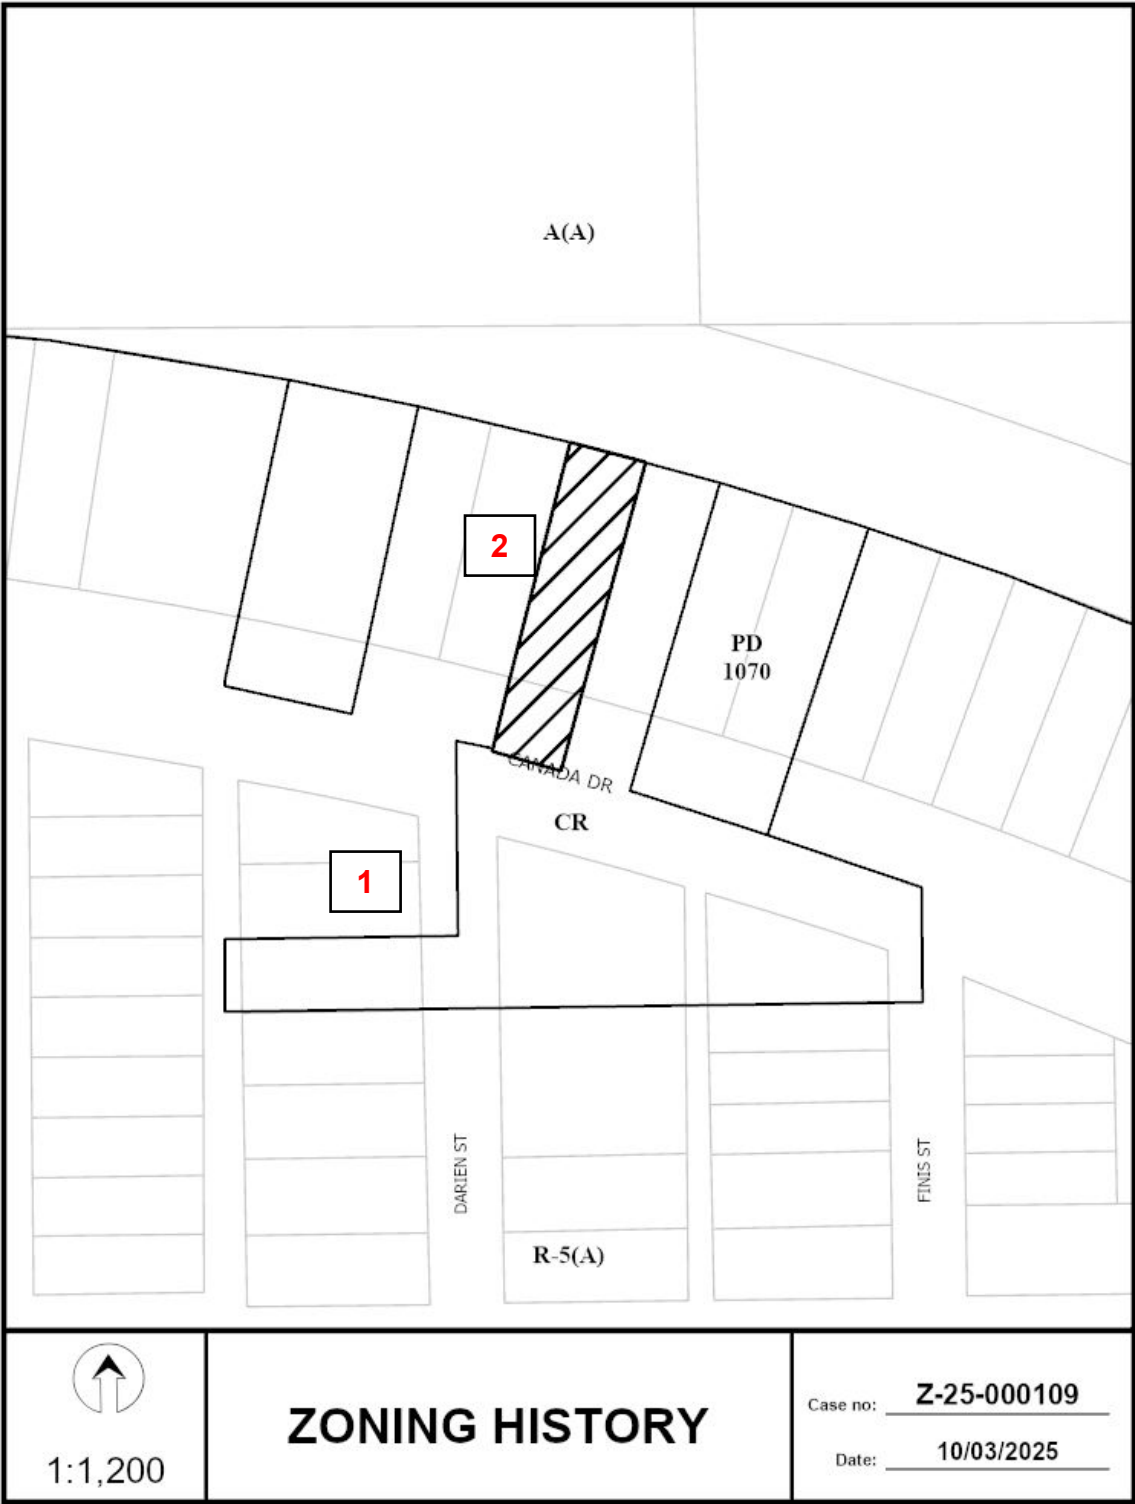 A(A)
2
PD
1070
CANADA DR
CR
1
DARIEN ST
FINIS ST
R-5(A)
1:1,200
ZONING HISTORY
Case no: Z-25-000109
Date: 10/03/2025